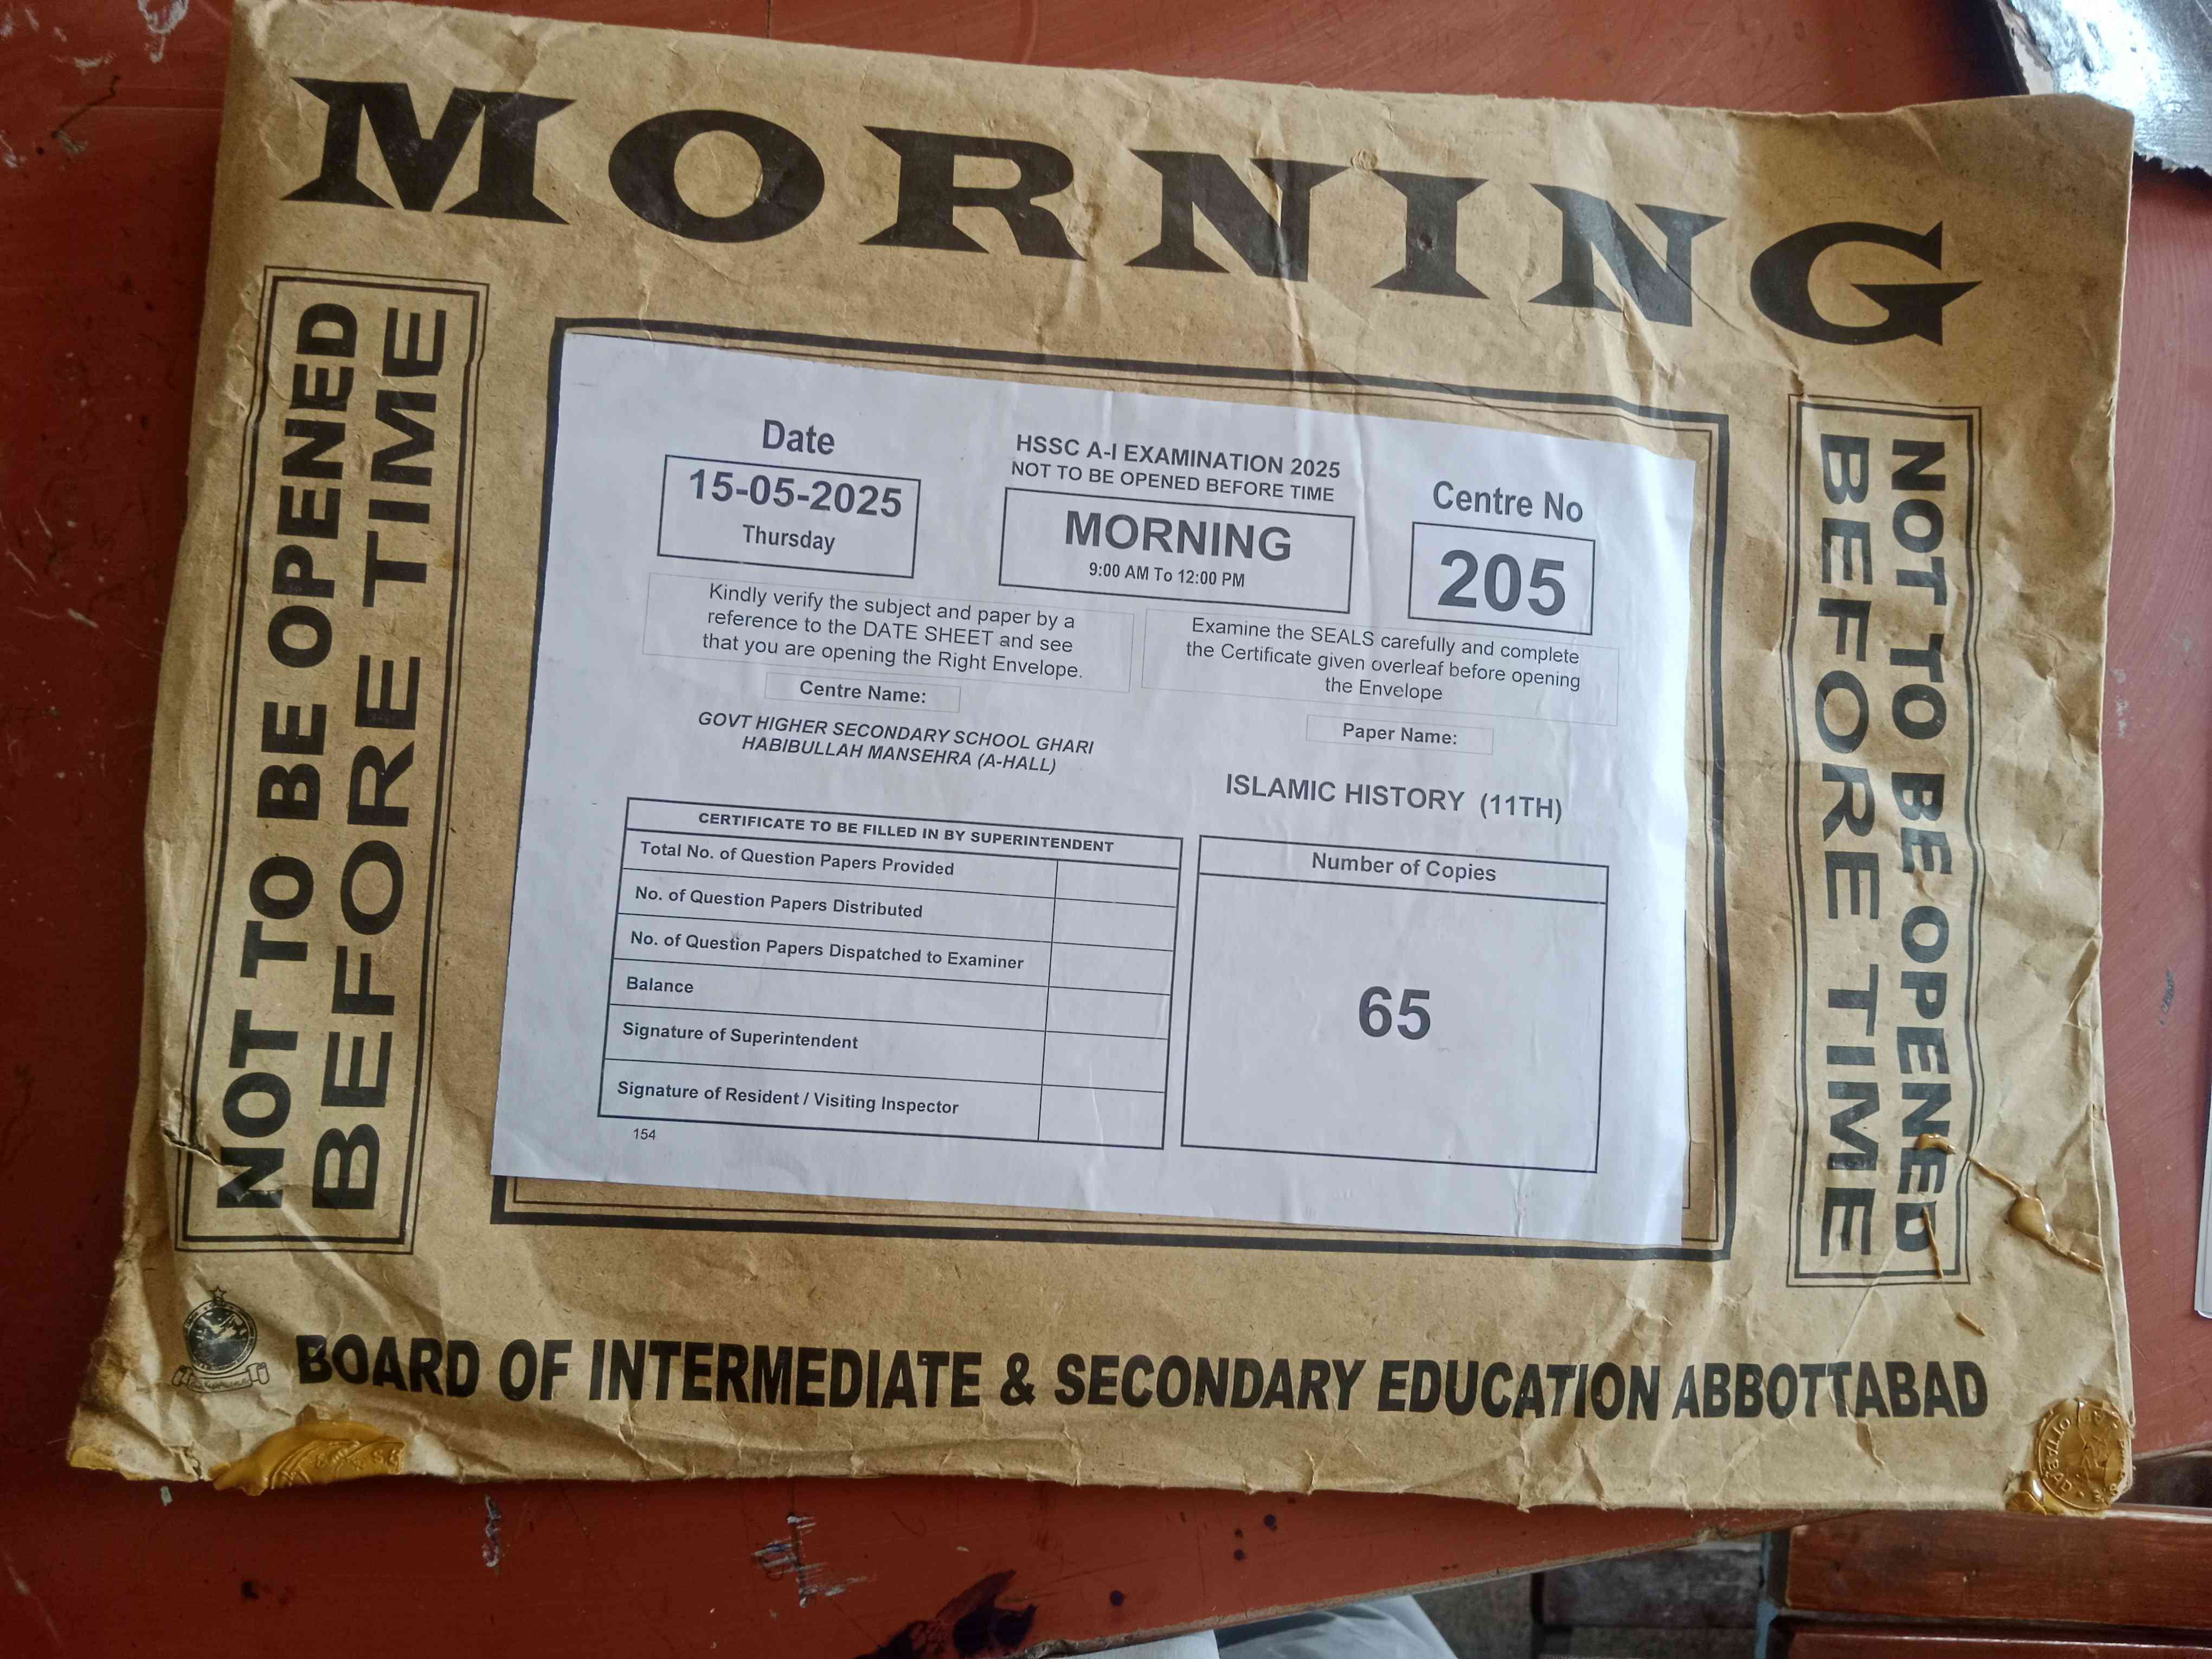 MORNING
NOT TO BE OPENED
BEFORE TIME
Date
15-05-2025
Thursday
HSSC A-I EXAMINATION 2025
NOT TO BE OPENED BEFORE TIME
MORNING
9:00 AM To 12:00 PM
Centre No
205
Kindly verify the subject and paper by a
reference to the DATE SHEET and see
that you are opening the Right Envelope.
Examine the SEALS carefully and complete
the Certificate given overleaf before opening
the Envelope
Centre Name:
GOVT HIGHER SECONDARY SCHOOL GHARI
HABIBULLAH MANSEHRA (A-HALL)
Paper Name:
ISLAMIC HISTORY (11TH)
CERTIFICATE TO BE FILLED IN BY SUPERINTENDENT
Total No. of Question Papers Provided
No. of Question Papers Distributed
No. of Question Papers Dispatched to Examiner
Balance
Signature of Superintendent
Signature of Resident / Visiting Inspector
154
Number of Copies
65
NOT TO BE OPENED
BEFORE TIME
BOARD OF INTERMEDIATE & SECONDARY EDUCATION ABBOTTABAD